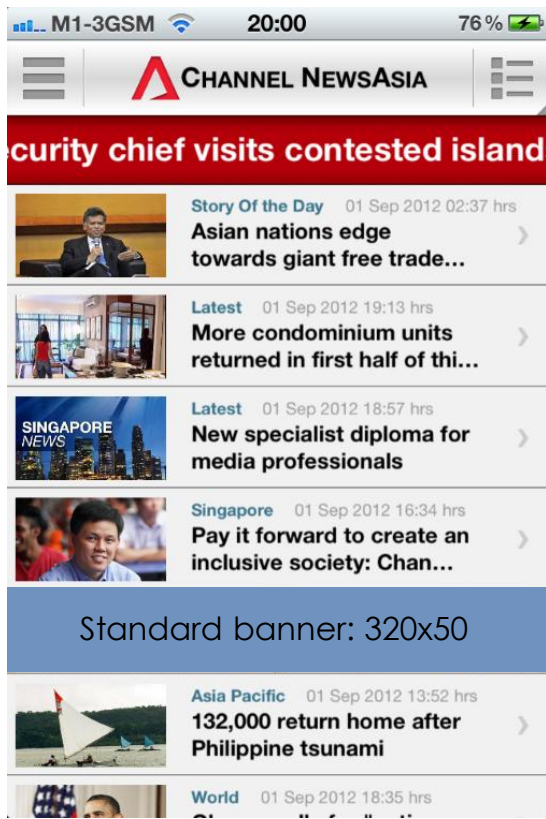 M1-3GSM 20:00 76%
CHANNEL NEWSASIA
curity chief visits contested island
Story Of the Day 01 Sep 2012 02:37 hrs
Asian nations edge
towards giant free trade...
Latest 01 Sep 2012 19:13 hrs
More condominium units
returned in first half of thi...
SINGAPORE
NEWS
Latest 01 Sep 2012 18:57 hrs
New specialist diploma for
media professionals
Singapore 01 Sep 2012 16:34 hrs
Pay it forward to create an
inclusive society: Chan...
Standard banner: 320x50
Asia Pacific 01 Sep 2012 13:52 hrs
132,000 return home after
Philippine tsunami
World 01 Sep 2012 18:35 hrs